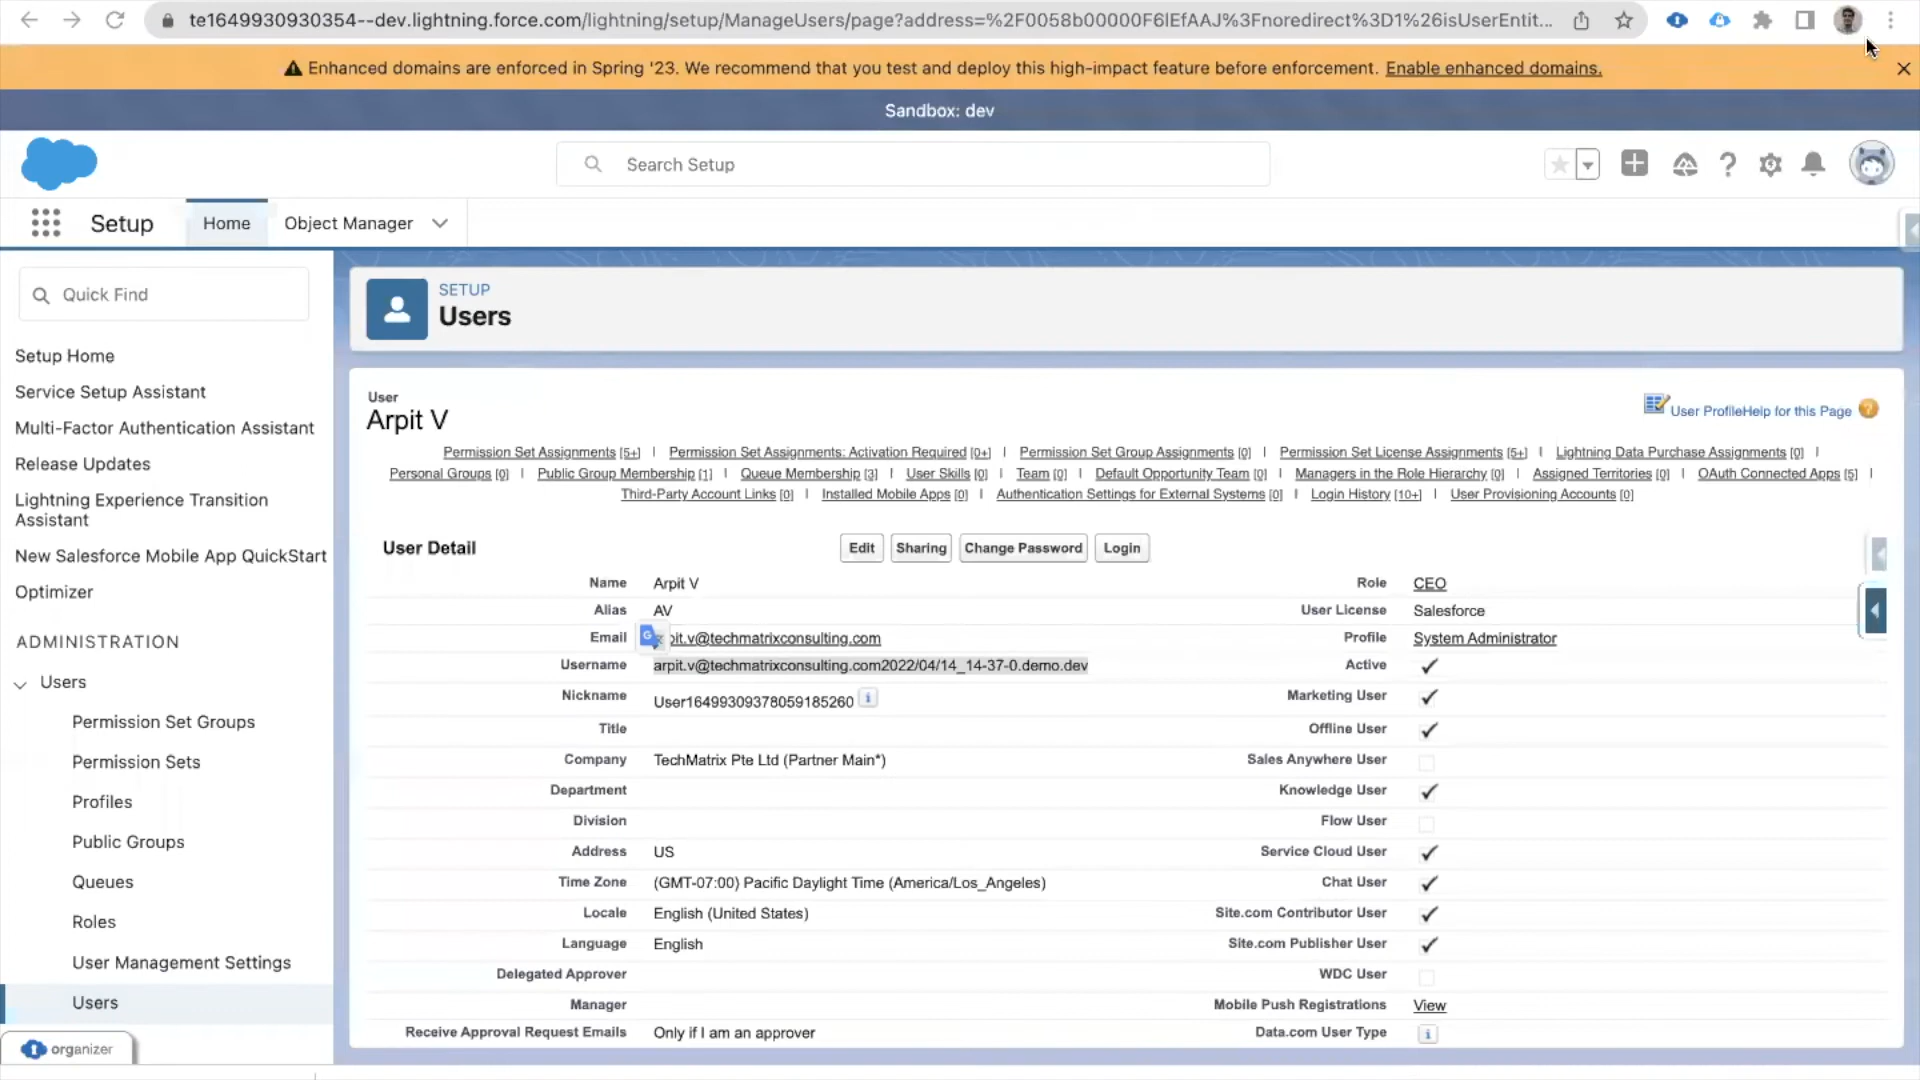 te1649930930354--dev.lightning.force.com/lightning/setup/ManageUsers/page?address=%2F0058b00000F6lEfAAJ%3Fnoredirect%3D1%26isUserEntit...
Enhanced domains are enforced in Spring '23. We recommend that you test and deploy this high-impact feature before enforcement. Enable enhanced domains.
Sandbox: dev
Search Setup
Setup
Home
Object Manager
Quick Find
SETUP
Users
Setup Home
Service Setup Assistant
Multi-Factor Authentication Assistant
Release Updates
Lightning Experience Transition
Assistant
New Salesforce Mobile App QuickStart
Optimizer
ADMINISTRATION
Users
Permission Set Groups
Permission Sets
Profiles
Public Groups
Queues
Roles
User Management Settings
Users
organizer
User
Arpit V
User Profile Help for this Page ?
Permission Set Assignments [5+] | Permission Set Assignments: Activation Required [0+] | Permission Set Group Assignments [0] | Permission Set License Assignments [5+] | Lightning Data Purchase Assignments [0] |
Personal Groups [0] | Public Group Membership [1] | Queue Membership [3] | User Skills [0] | Team [0] | Default Opportunity Team [0] | Managers in the Role Hierarchy [0] | Assigned Territories [0] | OAuth Connected Apps [5] |
Third-Party Account Links [0] | Installed Mobile Apps [0] | Authentication Settings for External Systems [0] | Login History [10+] | User Provisioning Accounts [0]
User Detail
Edit
Sharing
Change Password
Login
Name Arpit V
Role CEO
Alias AV
User License Salesforce
Email pit.v@techmatrixconsulting.com
Profile System Administrator
Username arpit.v@techmatrixconsulting.com2022/04/14_14-37-0.demo.dev
Active
Nickname User16499309378059185260 i
Marketing User
Title
Offline User
Company TechMatrix Pte Ltd (Partner Main*)
Sales Anywhere User
Department
Knowledge User
Division
Flow User
Address US
Service Cloud User
Time Zone (GMT-07:00) Pacific Daylight Time (America/Los_Angeles)
Chat User
Locale English (United States)
Site.com Contributor User
Language English
Site.com Publisher User
Delegated Approver
WDC User
Manager
Mobile Push Registrations View
Receive Approval Request Emails Only if I am an approver
Data.com User Type i